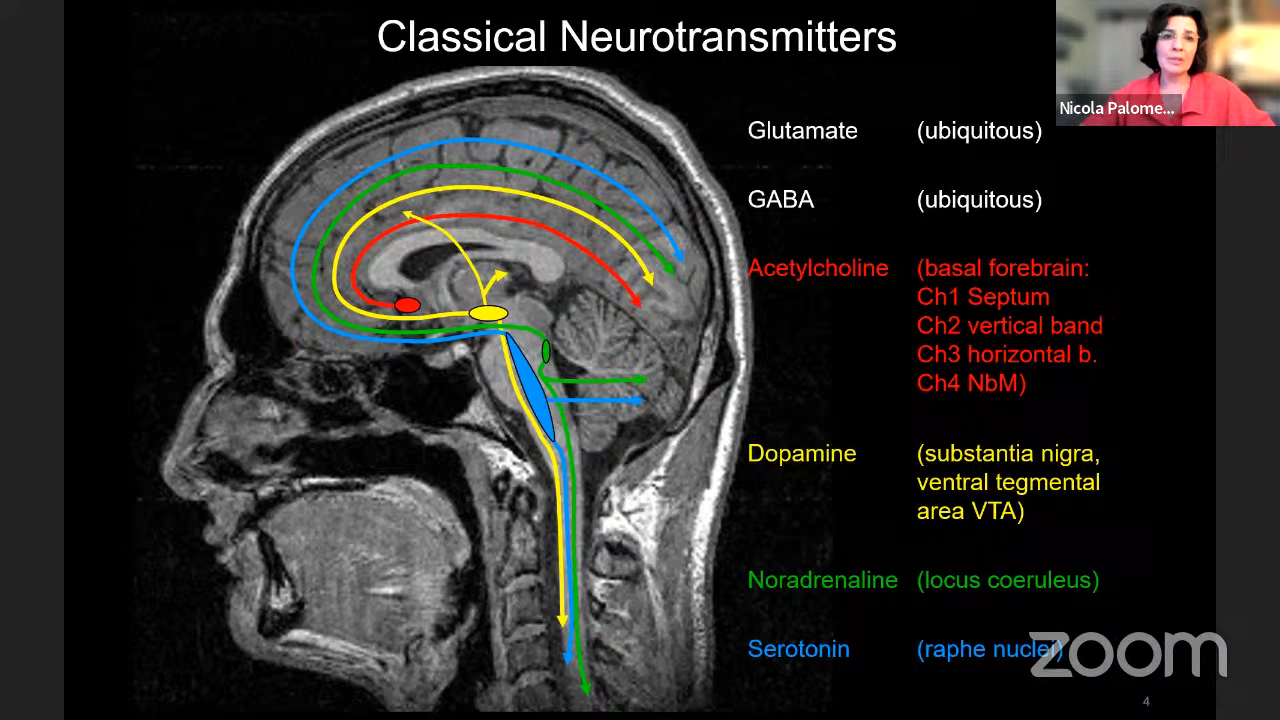 Classical Neurotransmitters
Nicola Palome...
Glutamate (ubiquitous)
GABA (ubiquitous)
Acetylcholine (basal forebrain:
Ch1 Septum
Ch2 vertical band
Ch3 horizontal b.
Ch4 NbM)
Dopamine (substantia nigra,
ventral tegmental
area VTA)
Noradrenaline (locus coeruleus)
Serotonin (raphe nuclei)
zoom
4